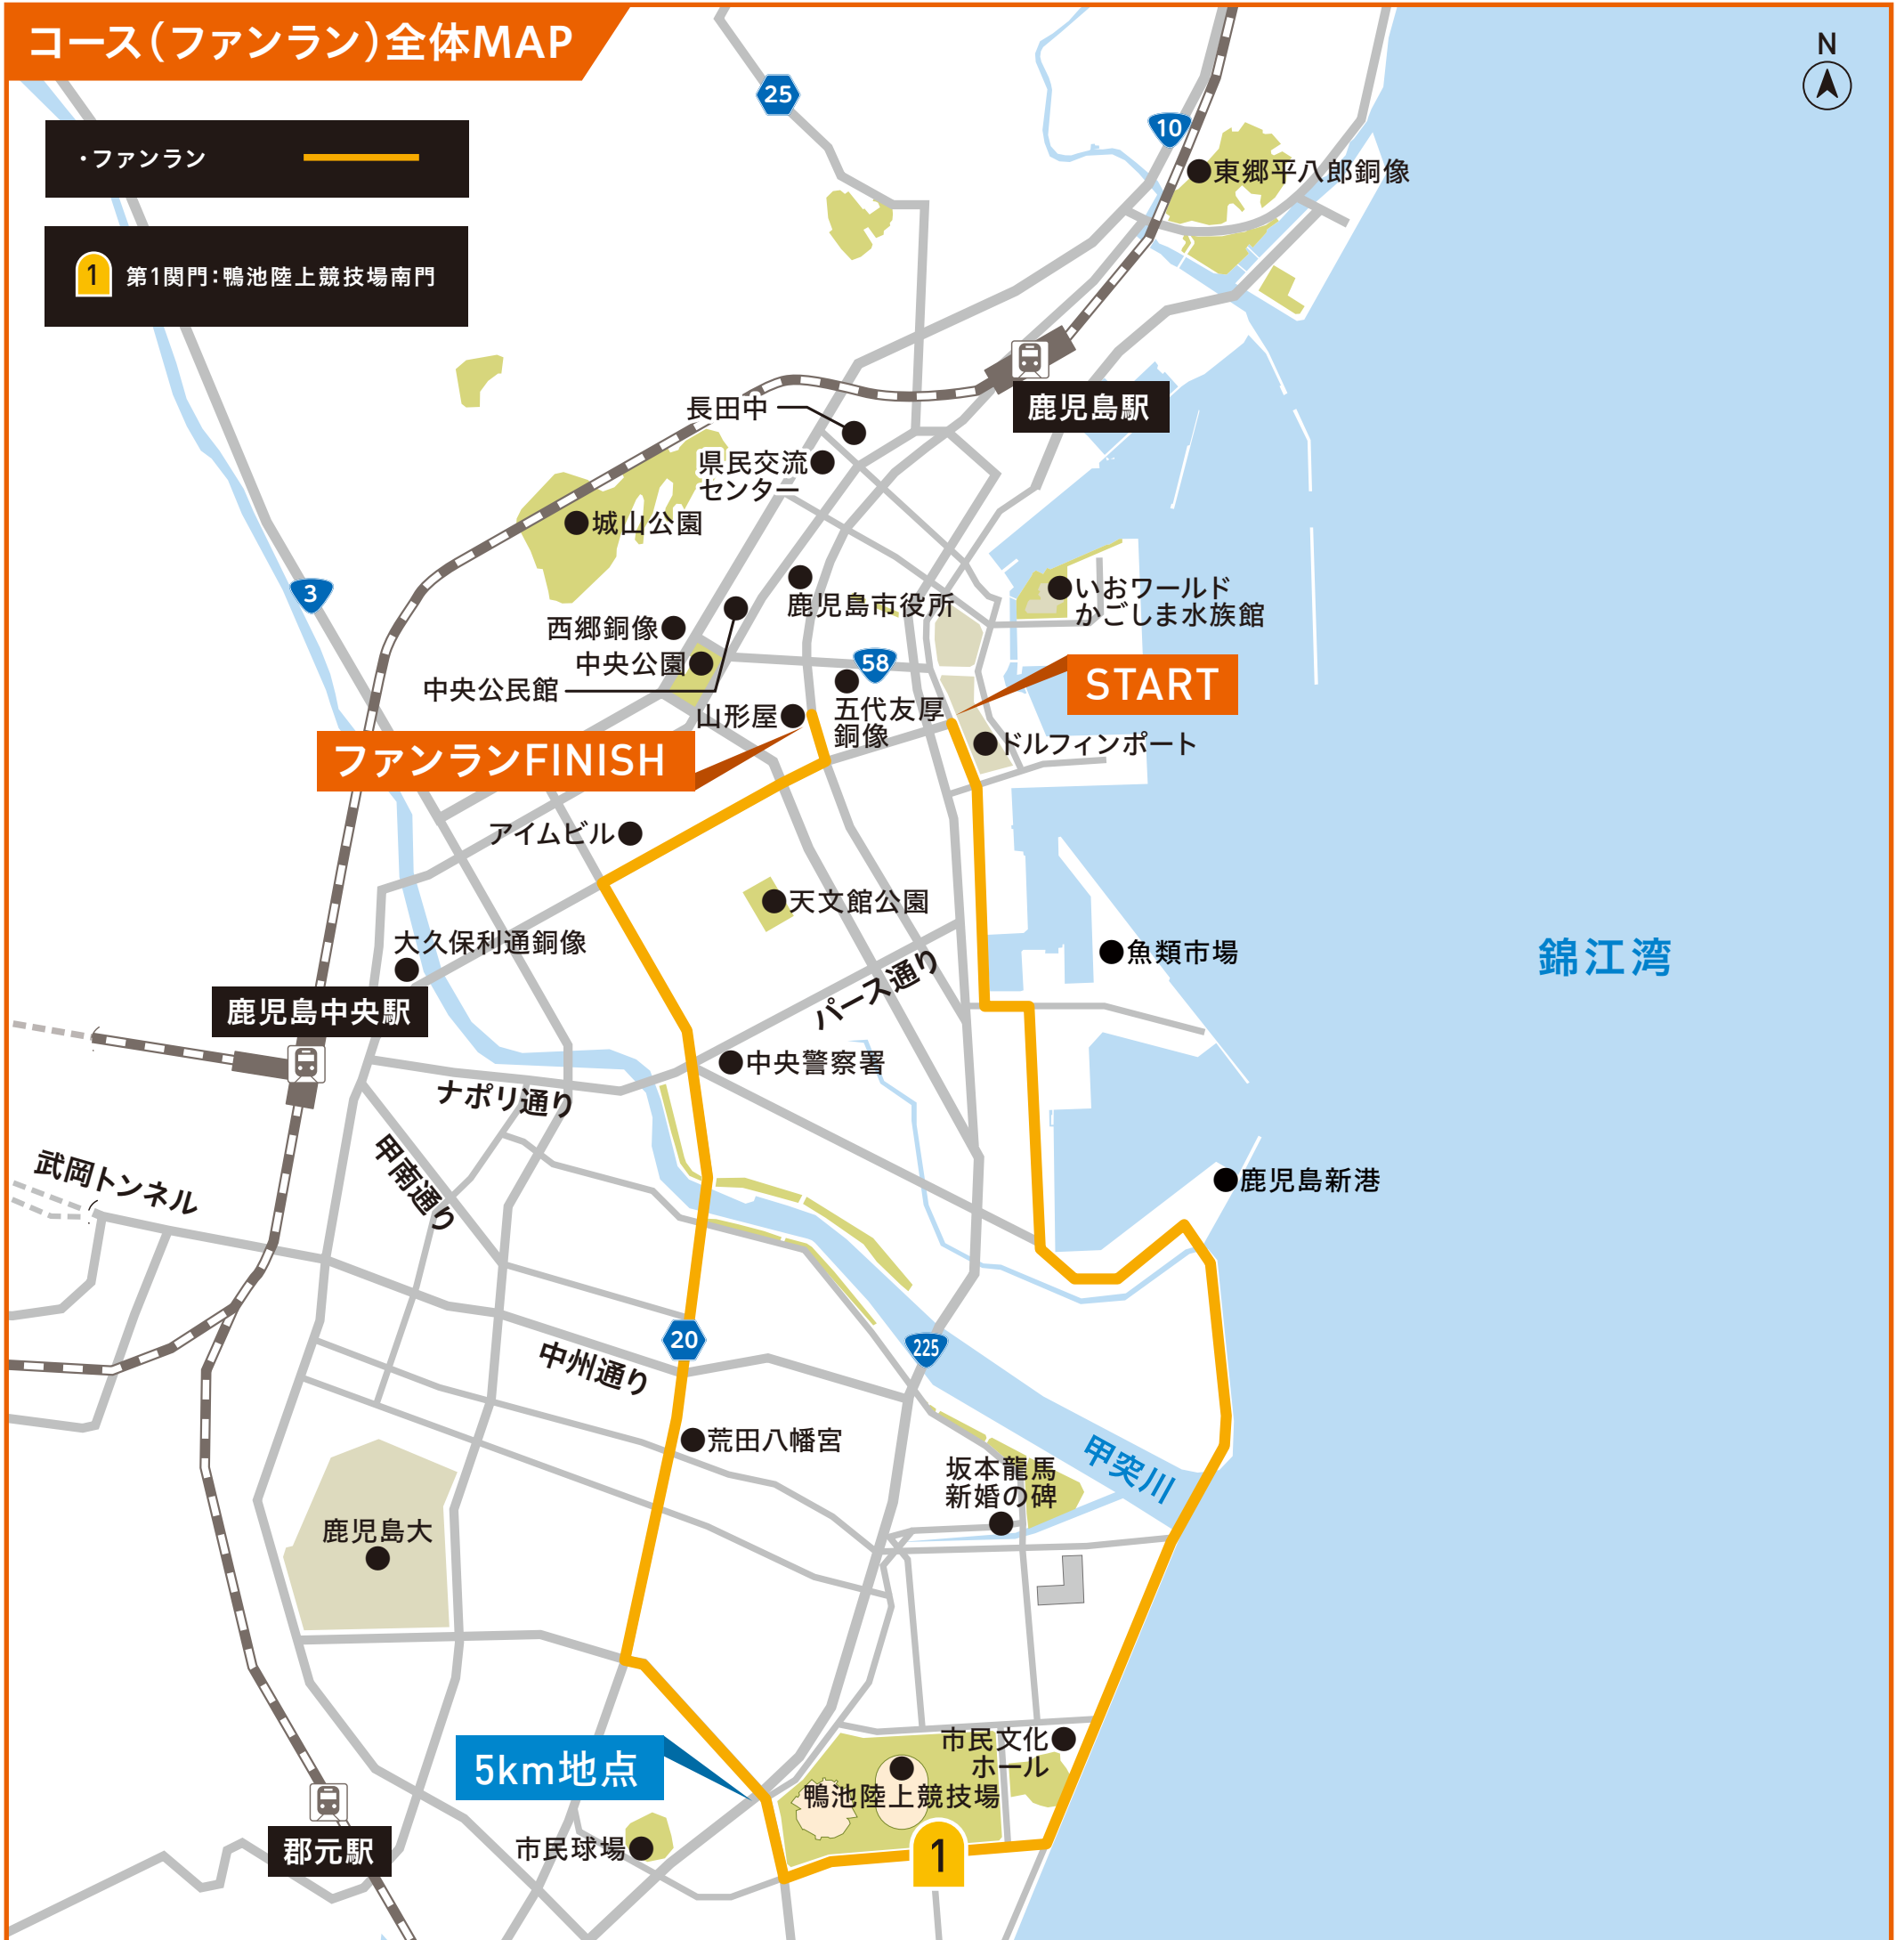 コース(ファンラン)全体MAP
N
・ファンラン
1 第1関門:鴨池陸上競技場南門
25
10
東郷平八郎銅像
鹿児島駅
長田中
県民交流
センター
城山公園
3
鹿児島市役所
いおワールド
かごしま水族館
西郷銅像
中央公園
中央公民館
58
START
山形屋
五代友厚
銅像
ドルフィンポート
ファンランFINISH
アイムビル
天文館公園
大久保利通銅像
魚類市場
錦江湾
パース通り
鹿児島中央駅
中央警察署
ナポリ通り
甲南通り
武岡トンネル
鹿児島新港
20
225
中州通り
荒田八幡宮
甲突川
坂本龍馬
新婚の碑
鹿児島大
市民文化
ホール
5km地点
鴨池陸上競技場
市民球場
1
郡元駅